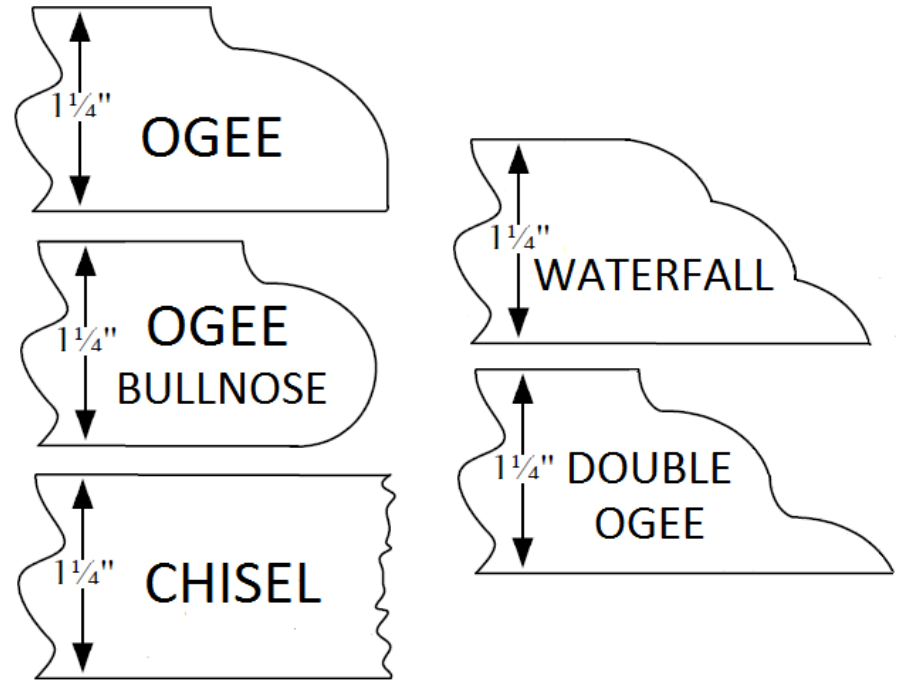 1¼"
OGEE
1¼"
OGEE
BULLNOSE
1¼"
CHISEL
1¼"
WATERFALL
1¼"
DOUBLE
OGEE